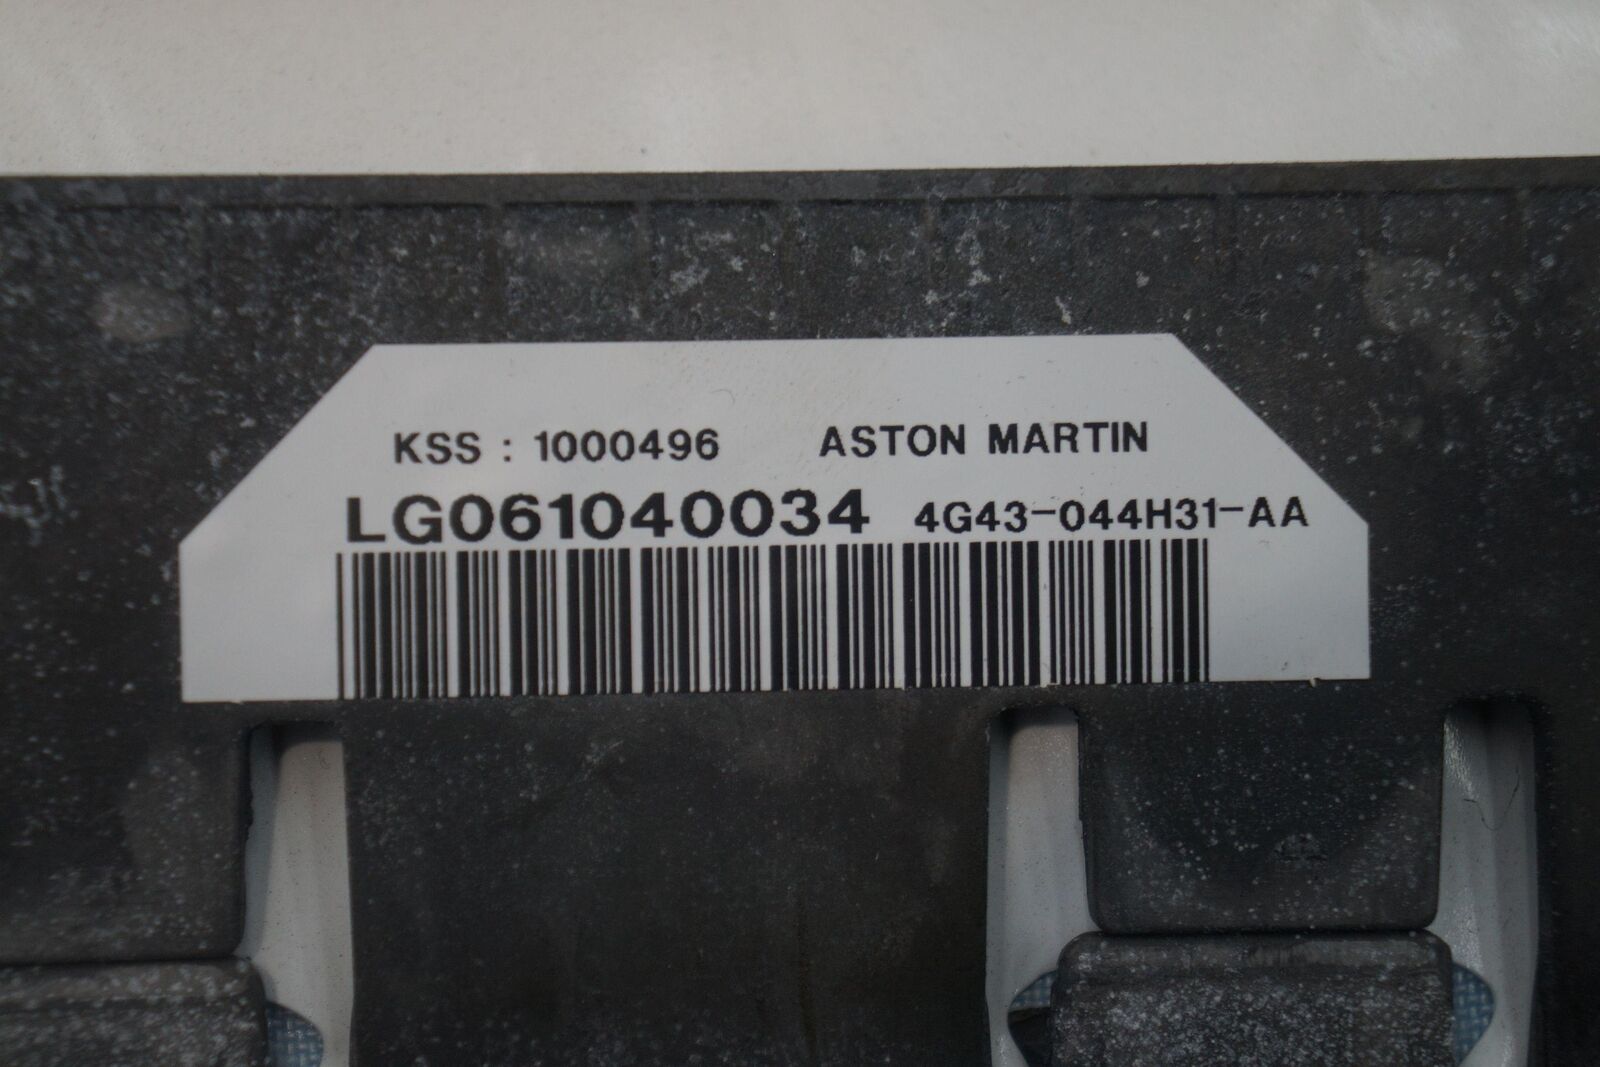 KSS : 1000496 ASTON MARTIN
LG061040034 4G43-044H31-AA